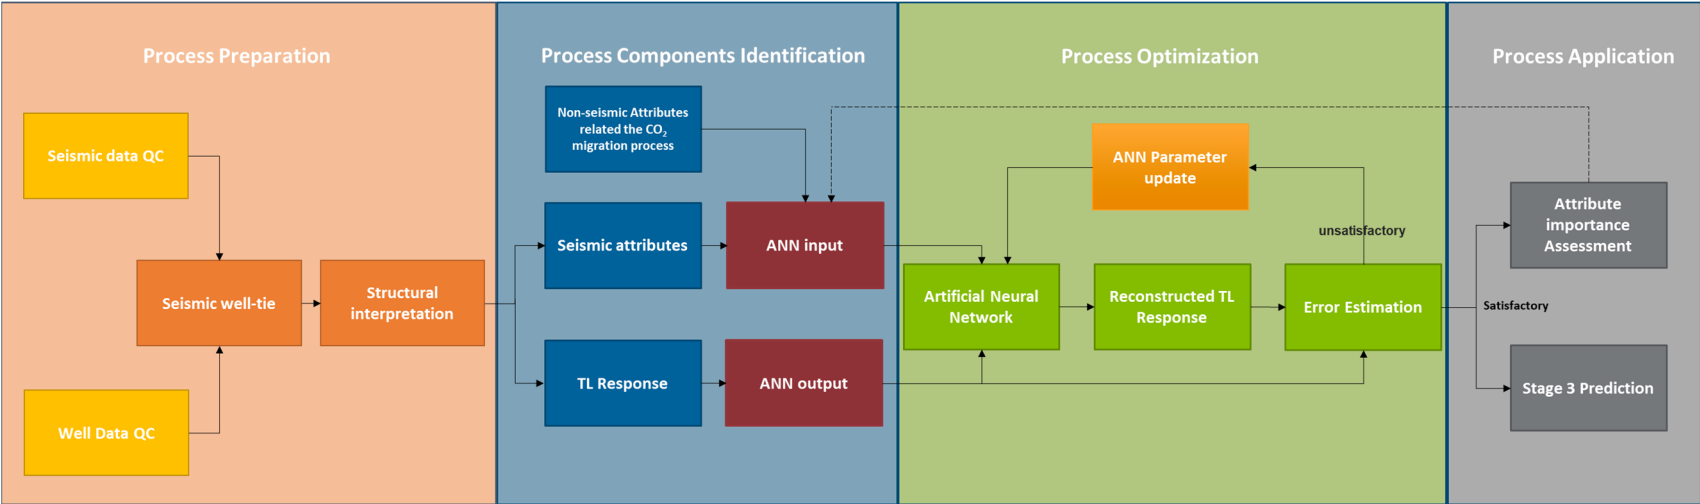 Process Preparation
Seismic data QC
Seismic well-tie
Structural
interpretation
Well Data QC
Process Components Identification
Non-seismic Attributes
related the CO₂
migration process
Seismic attributes
ANN input
TL Response
ANN output
Process Optimization
ANN Parameter
update
unsatisfactory
Artificial Neural
Network
Reconstructed TL
Response
Error Estimation
Process Application
Attribute
importance
Assessment
Satisfactory
Stage 3 Prediction